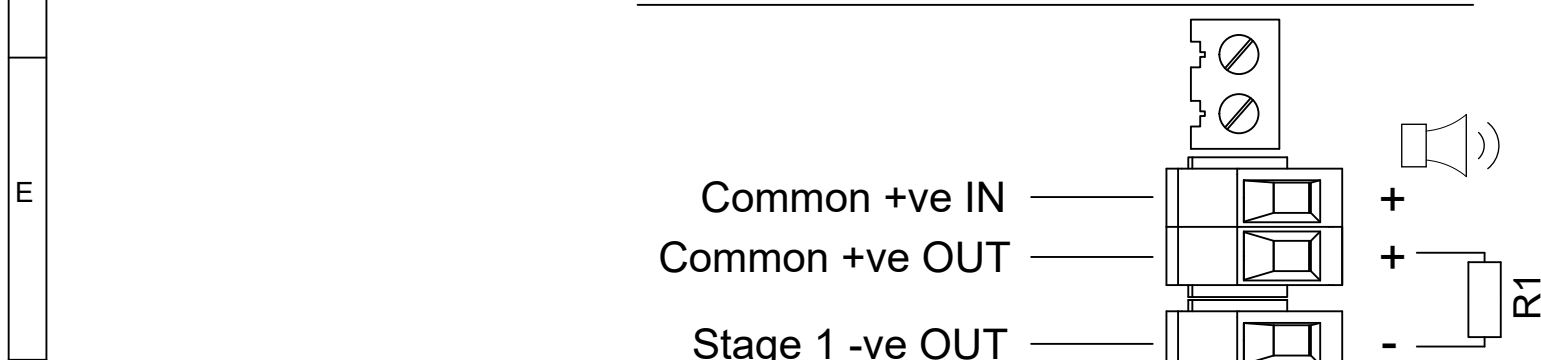 E
Common +ve IN +
Common +ve OUT +
R1
Stage 1 -ve OUT -